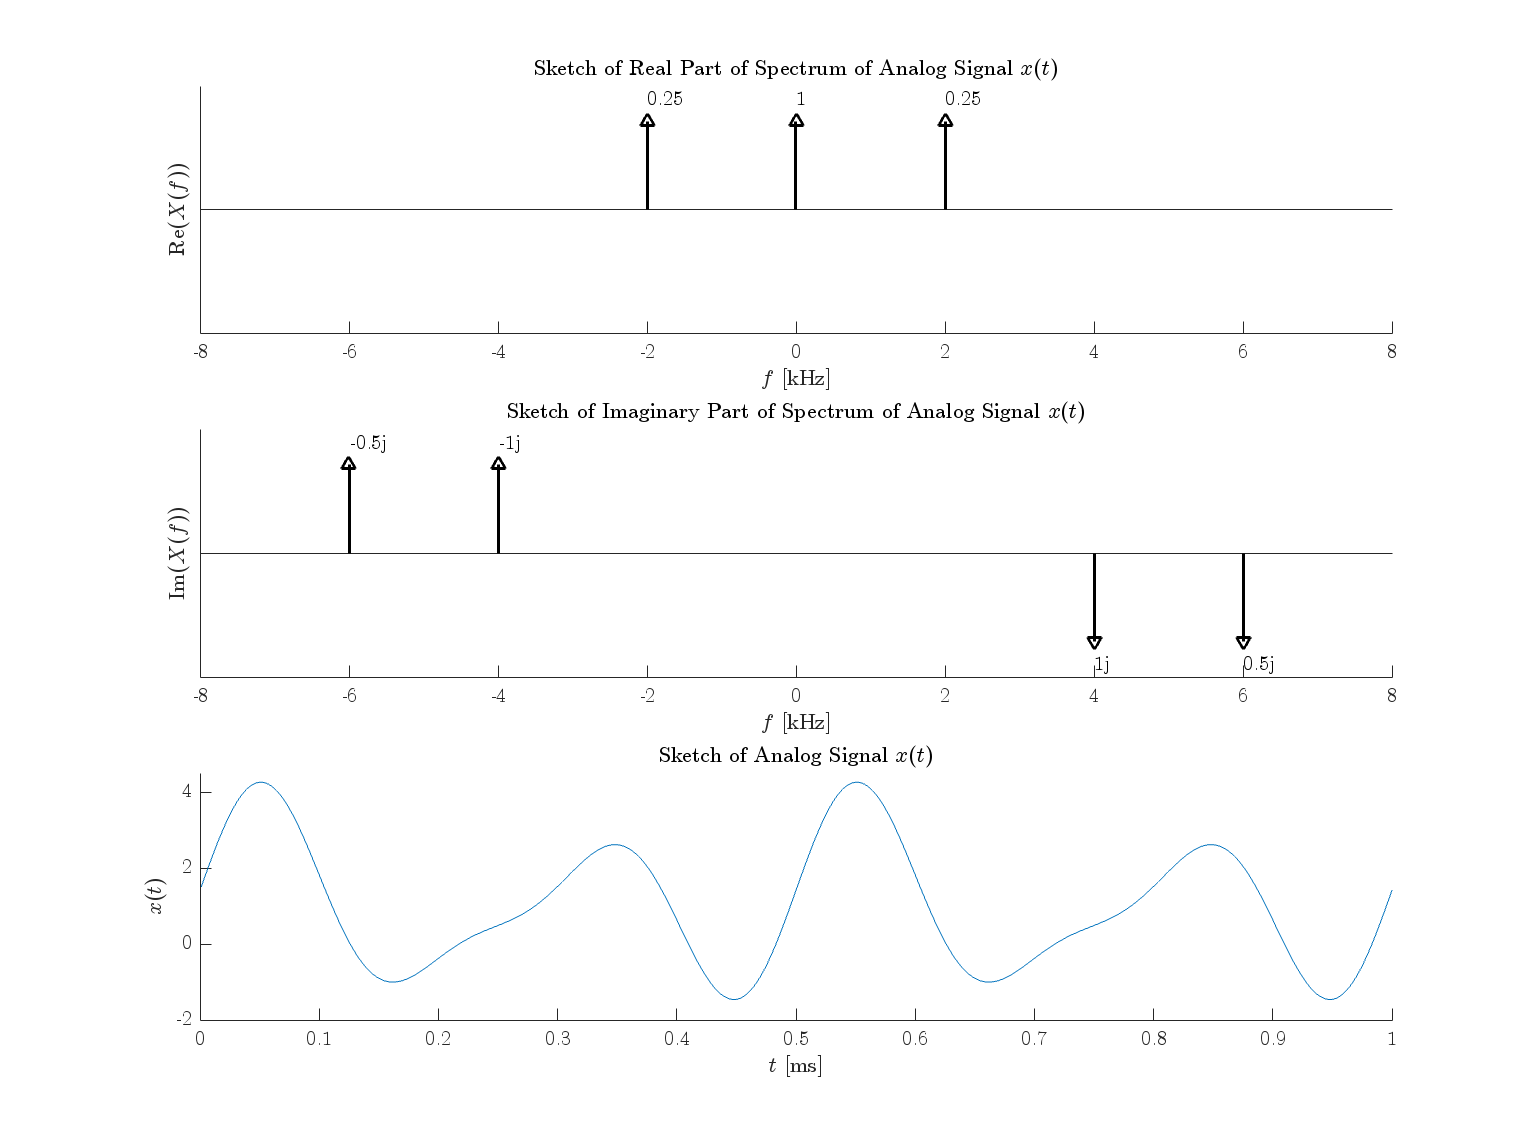 Sketch of Real Part of Spectrum of Analog Signal x(t)
0.25 1 0.25
Re(X(f))
-8 -6 -4 -2 0 2 4 6 8
f [kHz]
Sketch of Imaginary Part of Spectrum of Analog Signal x(t)
-0.5j -1j
Im(X(f))
1j 0.5j
-8 -6 -4 -2 0 2 4 6 8
f [kHz]
Sketch of Analog Signal x(t)
4
2
x(t)
0
-2
0 0.1 0.2 0.3 0.4 0.5 0.6 0.7 0.8 0.9 1
t [ms]